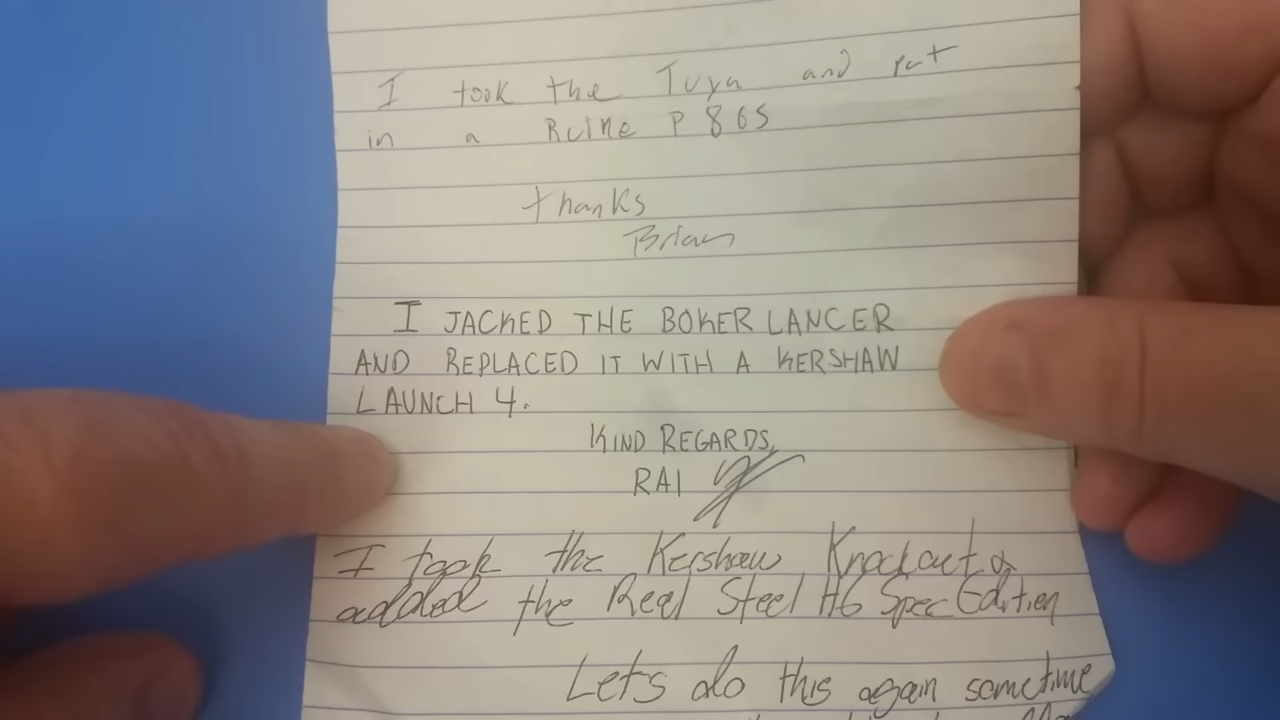 I took the Tuya and put
in a Ruike P 865
thanks
Brian
I JACKED THE BOKER LANCER
AND REPLACED IT WITH A KERSHAW
LAUNCH 4.
KIND REGARDS,
RAI
I took the Kershaw Knockout &
added the Real Steel H6 Spec Edition
Let's do this again sometime